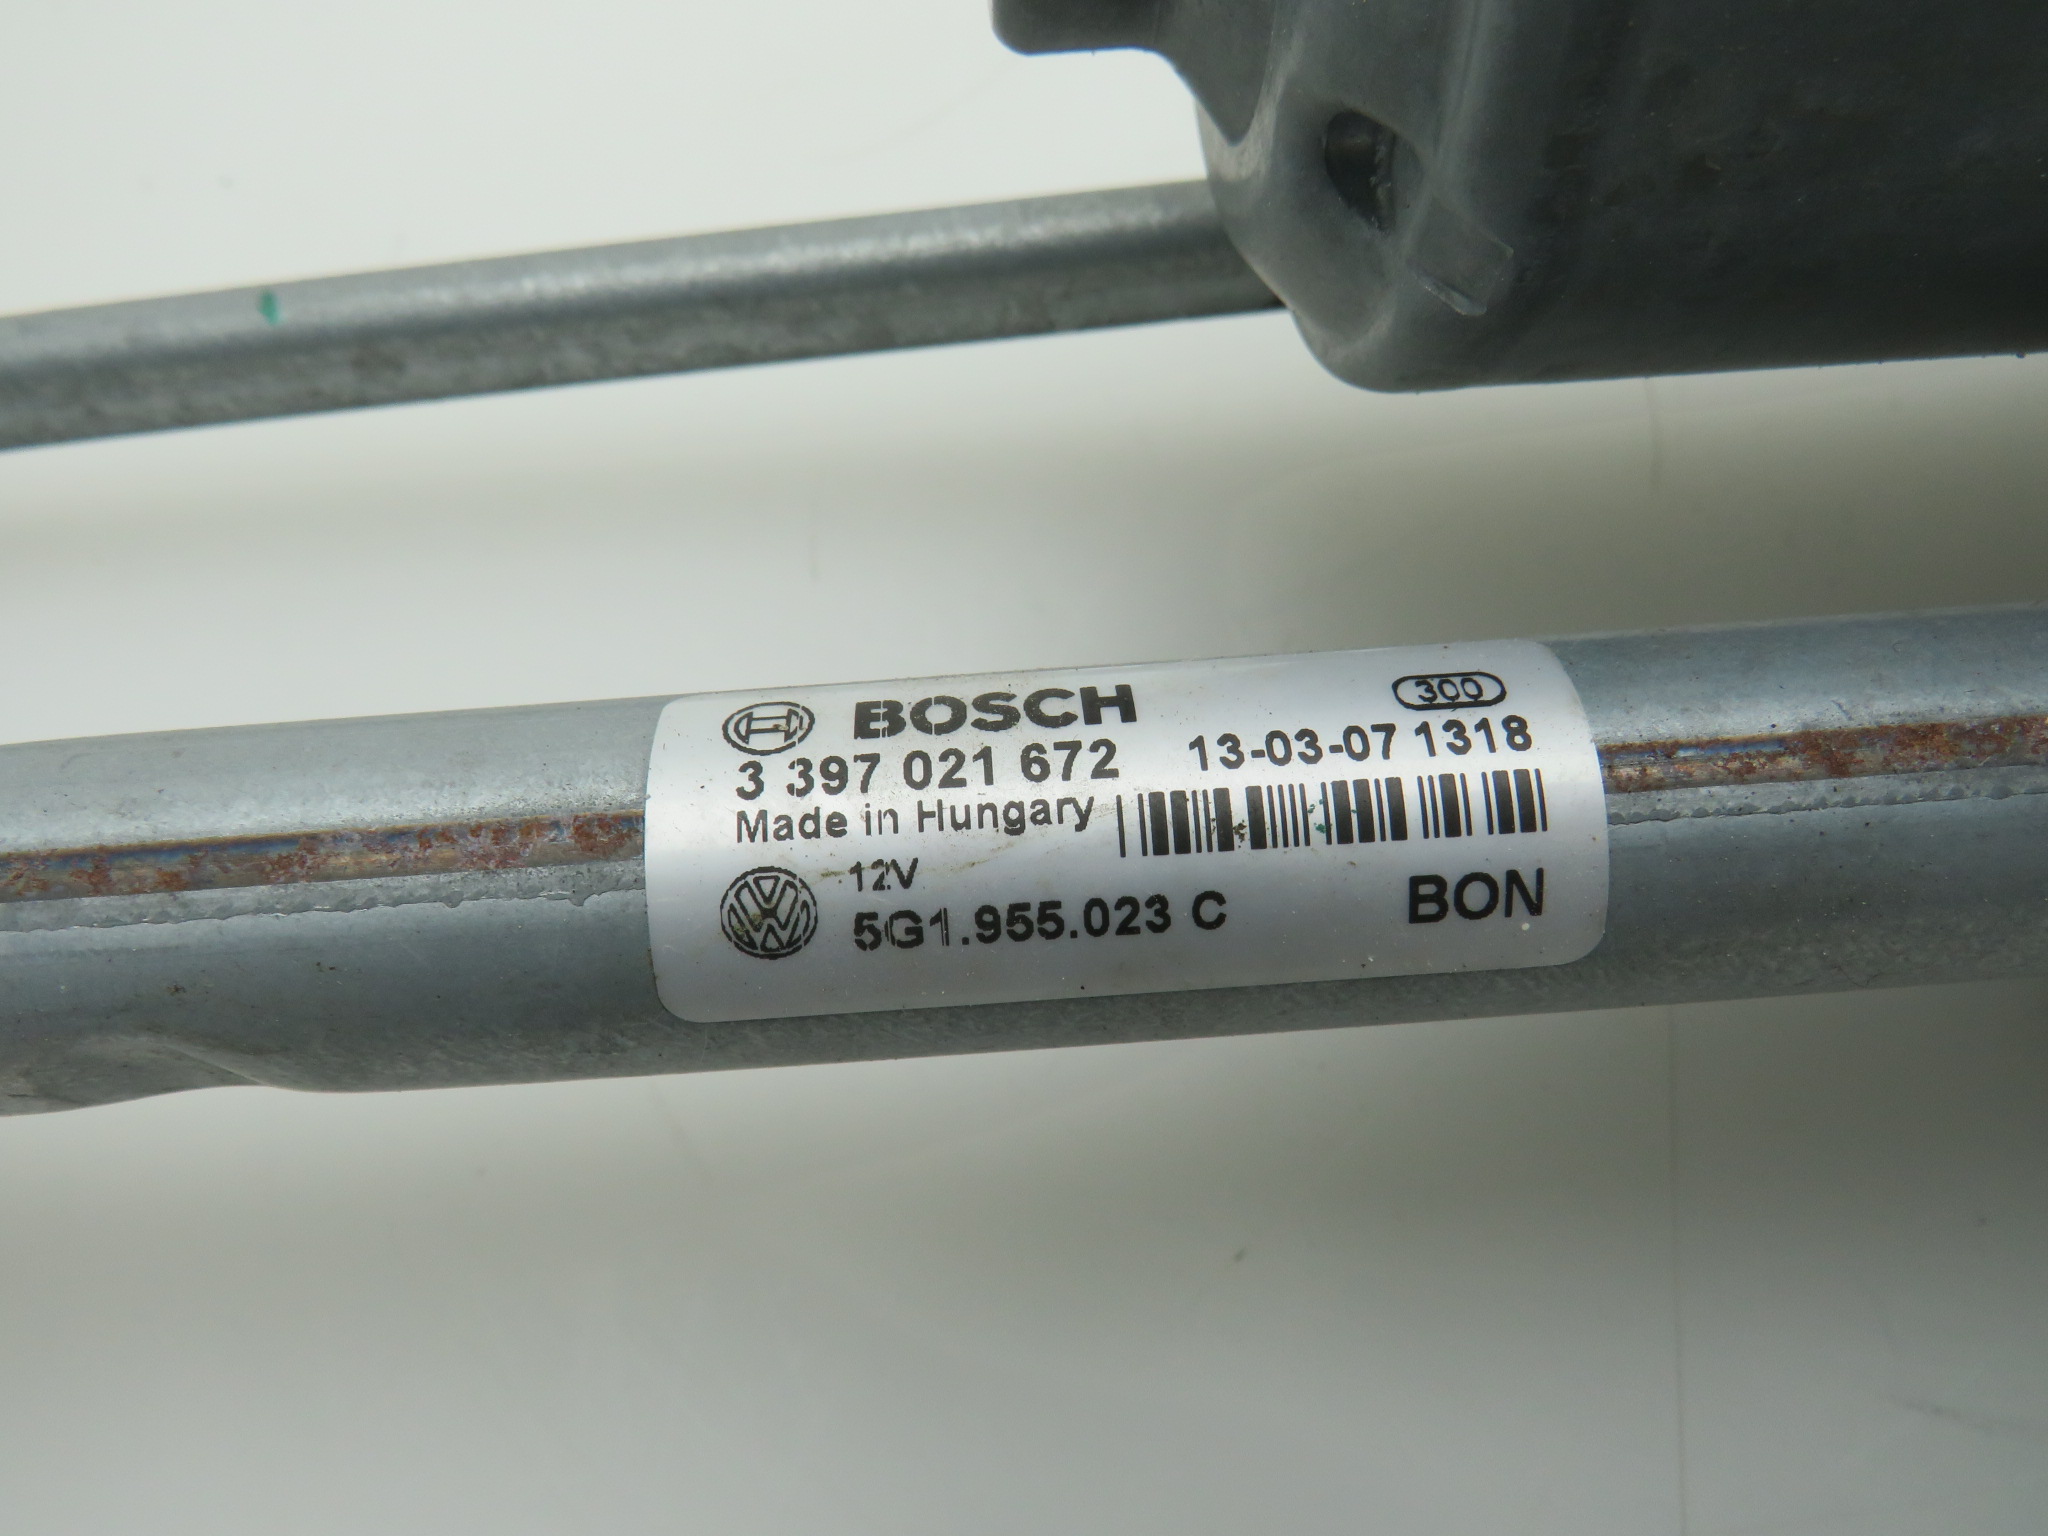 BOSCH 300
3 397 021 672 13-03-07 1318
Made in Hungary
12V
5G1.955.023 C BON